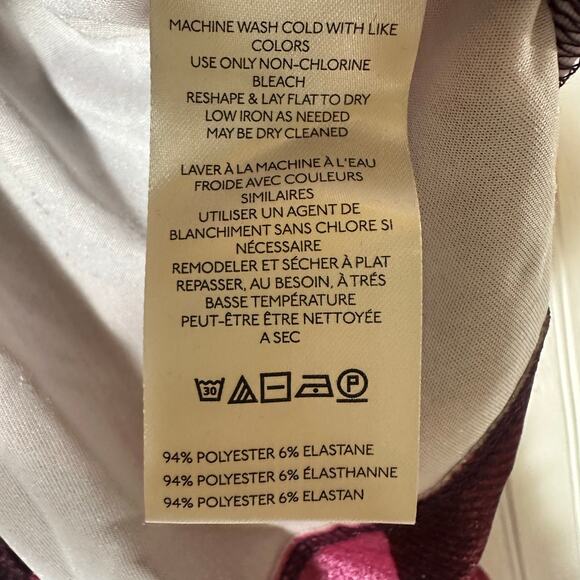 MACHINE WASH COLD WITH LIKE
COLORS
USE ONLY NON-CHLORINE
BLEACH
RESHAPE & LAY FLAT TO DRY
LOW IRON AS NEEDED
MAY BE DRY CLEANED
LAVER À LA MACHINE À L'EAU
FROIDE AVEC COULEURS
SIMILAIRES
UTILISER UN AGENT DE
BLANCHIMENT SANS CHLORE SI
NÉCESSAIRE
REMODELER ET SÉCHER À PLAT
REPASSER, AU BESOIN, À TRÉS
BASSE TEMPÉRATURE
PEUT-ÊTRE ÊTRE NETTOYÉE
A SEC
30 P
94% POLYESTER 6% ELASTANE
94% POLYESTER 6% ÉLASTHANNE
94% POLYESTER 6% ELASTAN